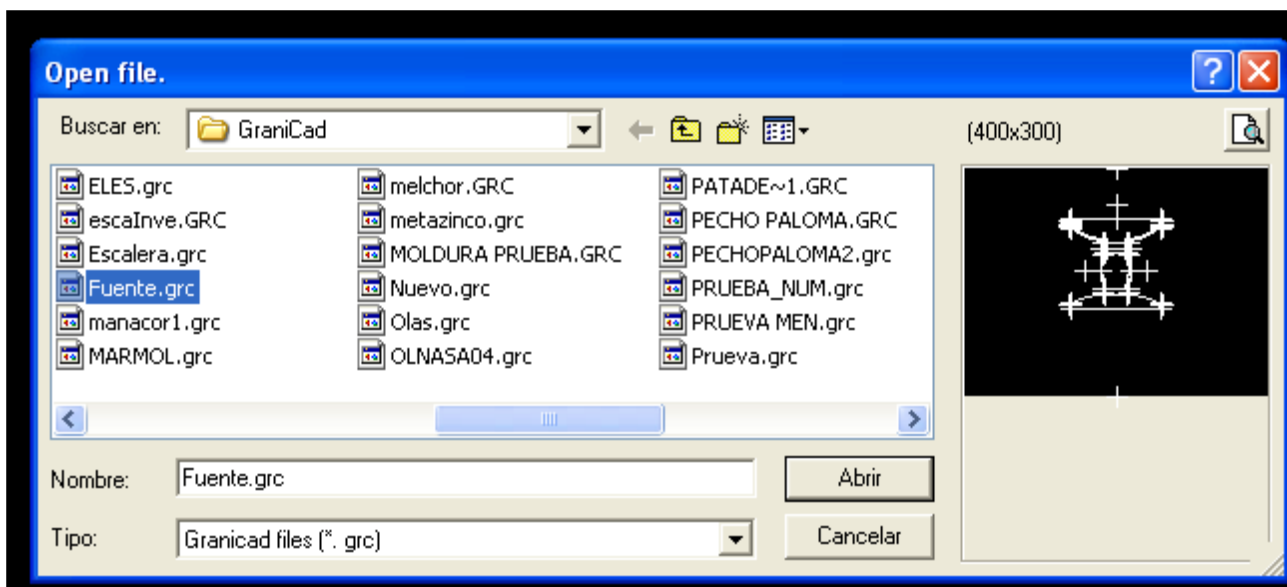 Open file.
Buscar en: GraniCad (400x300)
ELES.grc melchor.GRC PATADE~1.GRC
escaInve.GRC metazinco.grc PECHO PALOMA.GRC
Escalera.grc MOLDURA PRUEBA.GRC PECHOPALOMA2.grc
Fuente.grc Nuevo.grc PRUEBA_NUM.grc
manacor1.grc Olas.grc PRUEVA MEN.grc
MARMOL.grc OLNASA04.grc Prueva.grc
Nombre: Fuente.grc Abrir
Tipo: Granicad files (*. grc) Cancelar